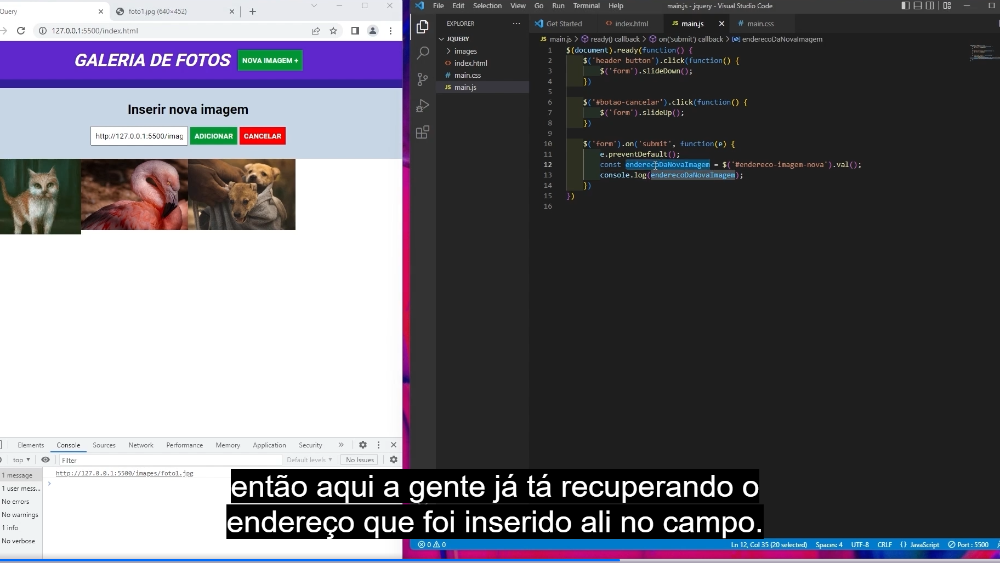 Query
foto1.jpg (640×452)
127.0.0.1:5500/index.html
GALERIA DE FOTOS
NOVA IMAGEM +
Inserir nova imagem
http://127.0.0.1:5500/imag
ADICIONAR
CANCELAR
Elements Console Sources Network Performance Memory Application Security
top Filter Default levels No Issues
1 message
1 user mess...
No errors
No warnings
1 info
No verbose
http://127.0.0.1:5500/images/foto1.jpg
File Edit Selection View Go Run Terminal Help
main.js - jquery - Visual Studio Code
EXPLORER
JQUERY
images
index.html
main.css
main.js
Get Started index.html main.js main.css
main.js > ready() callback > on('submit') callback > enderecoDaNovaImagem
1 $(document).ready(function() {
2 $('header button').click(function() {
3 $('form').slideDown();
4 })
5
6 $('#botao-cancelar').click(function() {
7 $('form').slideUp();
8 })
9
10 $('form').on('submit', function(e) {
11 e.preventDefault();
12 const enderecoDaNovaImagem = $('#endereco-imagem-nova').val();
13 console.log(enderecoDaNovaImagem);
14 })
15 })
16
então aqui a gente já tá recuperando o
endereço que foi inserido ali no campo.
0 0 Ln 12, Col 35 (20 selected) Spaces: 4 UTF-8 CRLF {} JavaScript Port : 5500